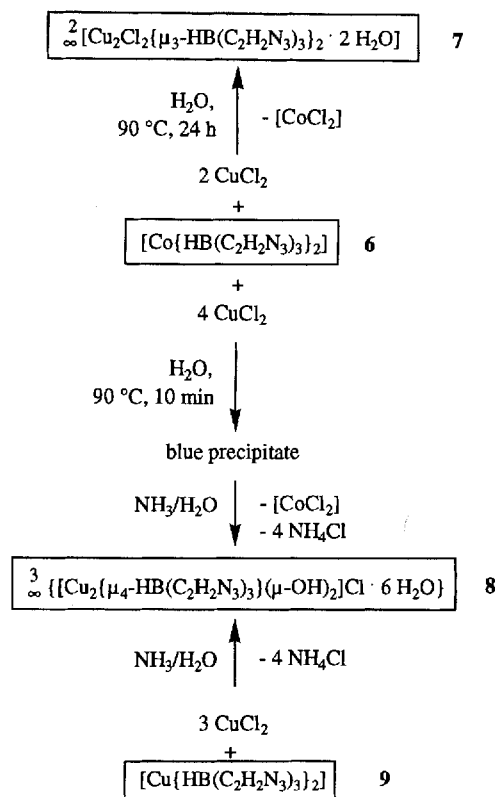 ²∞[Cu₂Cl₂{μ₃-HB(C₂H₂N₃)₃}₂ · 2 H₂O] 7
H₂O,
90 °C, 24 h - [CoCl₂]
2 CuCl₂
+
[Co{HB(C₂H₂N₃)₃}₂] 6
+
4 CuCl₂
H₂O,
90 °C, 10 min
blue precipitate
NH₃/H₂O - [CoCl₂]
- 4 NH₄Cl
³∞{[Cu₂{μ₄-HB(C₂H₂N₃)₃}(μ-OH)₂]Cl · 6 H₂O} 8
NH₃/H₂O - 4 NH₄Cl
3 CuCl₂
+
[Cu{HB(C₂H₂N₃)₃}₂] 9